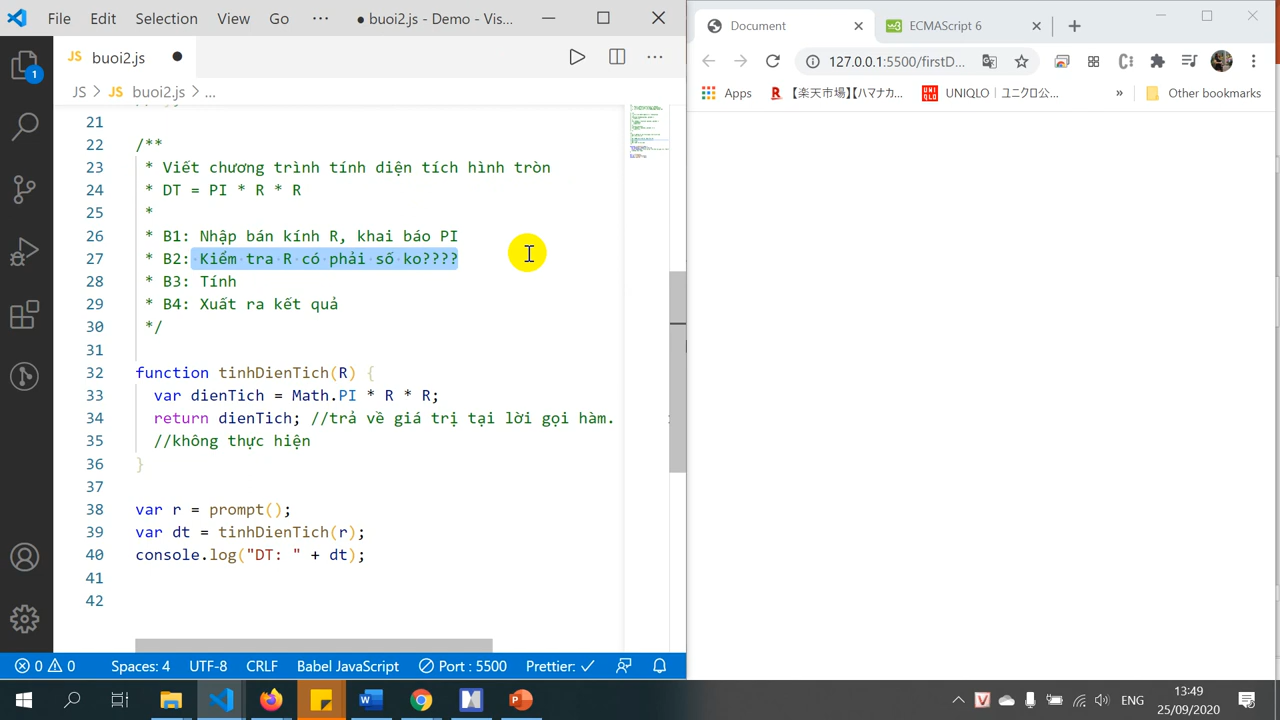 File Edit Selection View Go ··· ● buoi2.js - Demo - Vis...
JS buoi2.js ●
JS > JS buoi2.js > ...
21
22 /**
23 * Viết chương trình tính diện tích hình tròn
24 * DT = PI * R * R
25 *
26 * B1: Nhập bán kính R, khai báo PI
27 * B2: Kiểm tra R có phải số ko????
28 * B3: Tính
29 * B4: Xuất ra kết quả
30 */
31
32 function tinhDienTich(R) {
33 var dienTich = Math.PI * R * R;
34 return dienTich; //trả về giá trị tại lời gọi hàm.
35 //không thực hiện
36 }
37
38 var r = prompt();
39 var dt = tinhDienTich(r);
40 console.log("DT: " + dt);
41
42
1
0 0 Spaces: 4 UTF-8 CRLF Babel JavaScript Port : 5500 Prettier: ✓
Document ECMAScript 6
127.0.0.1:5500/firstD...
Apps 【楽天市場】【ハマナカ... UNIQLO｜ユニクロ公... » Other bookmarks
ENG 13:49
25/09/2020